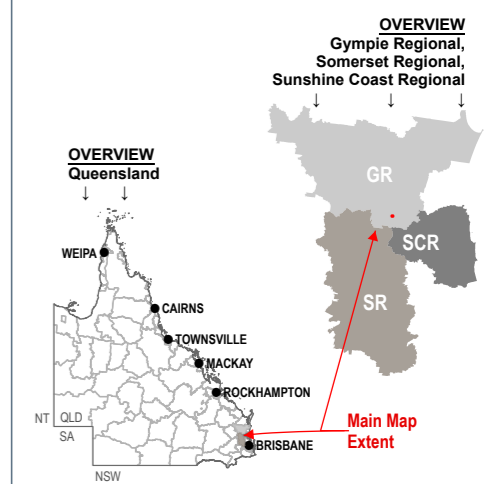 OVERVIEW
Gympie Regional,
Somerset Regional,
Sunshine Coast Regional
↓ ↓ ↓
GR
SCR
SR
OVERVIEW
Queensland
↓ ↓
WEIPA
CAIRNS
TOWNSVILLE
MACKAY
ROCKHAMPTON
BRISBANE
NT QLD
SA
NSW
Main Map
Extent